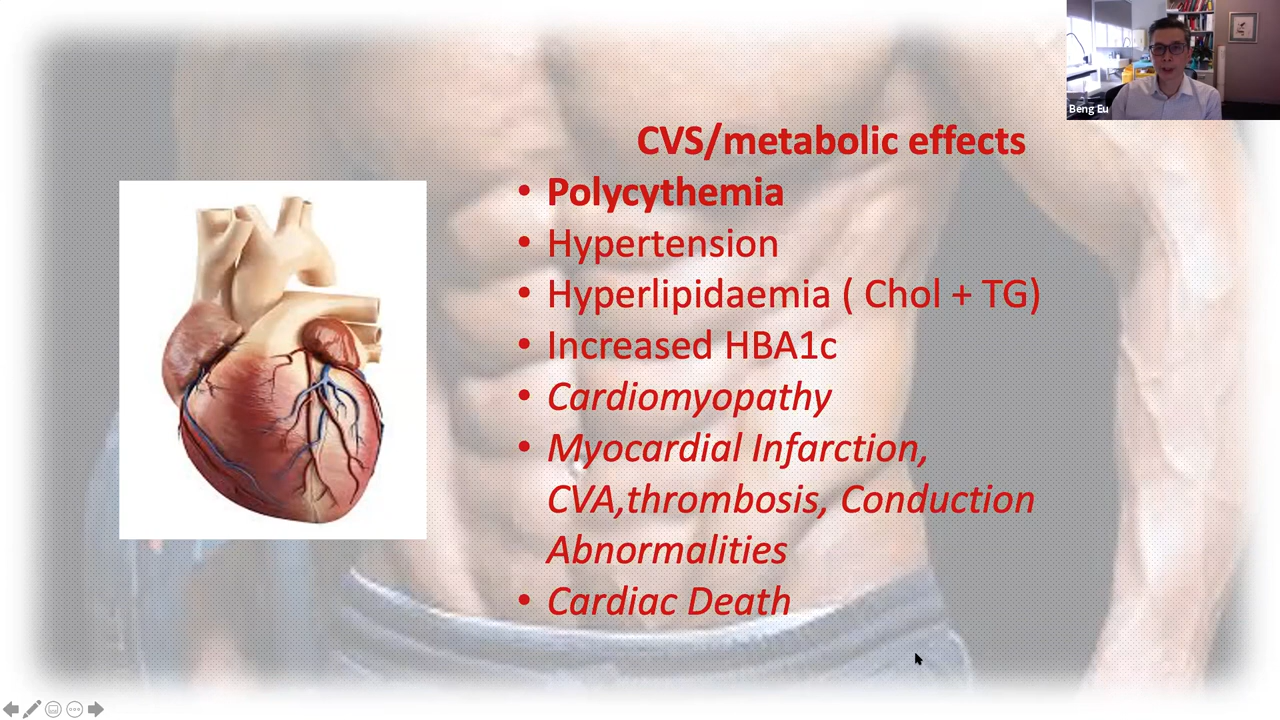 Beng Eu
CVS/metabolic effects
• Polycythemia
• Hypertension
• Hyperlipidaemia ( Chol + TG)
• Increased HBA1c
• Cardiomyopathy
• Myocardial Infarction,
CVA,thrombosis, Conduction
Abnormalities
• Cardiac Death